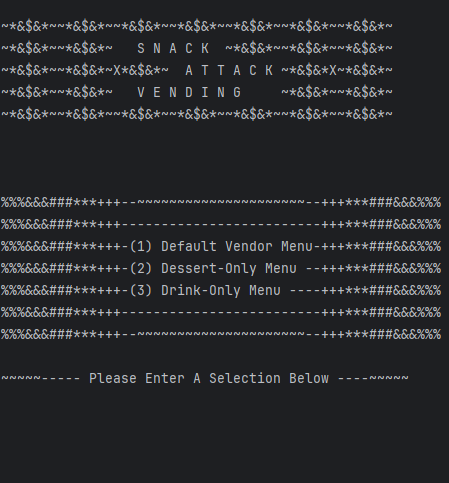 ~*&$&*~~*&$&*~~*&$&*~~*&$&*~~*&$&*~~*&$&*~~*&$&*~
~*&$&*~~*&$&*~   S N A C K  ~*&$&*~~*&$&*~~*&$&*~
~*&$&*~~*&$&*~X*&$&*~  A T T A C K ~*&$&*X~*&$&*~
~*&$&*~~*&$&*~   V E N D I N G     ~*&$&*~~*&$&*~
~*&$&*~~*&$&*~~*&$&*~~*&$&*~~*&$&*~~*&$&*~~*&$&*~
%%%&&&###***+++--~~~~~~~~~~~~~~~~~~~~~--+++***###&&&%%%
%%%&&&###***+++-------------------------+++***###&&&%%%
%%%&&&###***+++-(1) Default Vendor Menu-+++***###&&&%%%
%%%&&&###***+++-(2) Dessert-Only Menu --+++***###&&&%%%
%%%&&&###***+++-(3) Drink-Only Menu ----+++***###&&&%%%
%%%&&&###***+++-------------------------+++***###&&&%%%
%%%&&&###***+++--~~~~~~~~~~~~~~~~~~~~~--+++***###&&&%%%
~~~~~----- Please Enter A Selection Below ----~~~~~